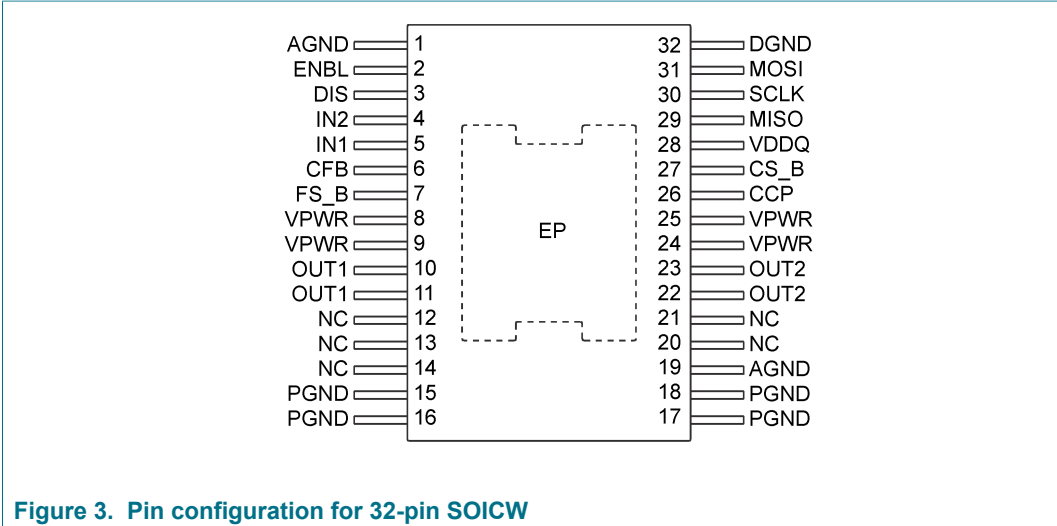 AGND 1 32 DGND
ENBL 2 31 MOSI
DIS 3 30 SCLK
IN2 4 29 MISO
IN1 5 28 VDDQ
CFB 6 27 CS_B
FS_B 7 26 CCP
VPWR 8 25 VPWR
VPWR 9 EP 24 VPWR
OUT1 10 23 OUT2
OUT1 11 22 OUT2
NC 12 21 NC
NC 13 20 NC
NC 14 19 AGND
PGND 15 18 PGND
PGND 16 17 PGND
Figure 3. Pin configuration for 32-pin SOICW